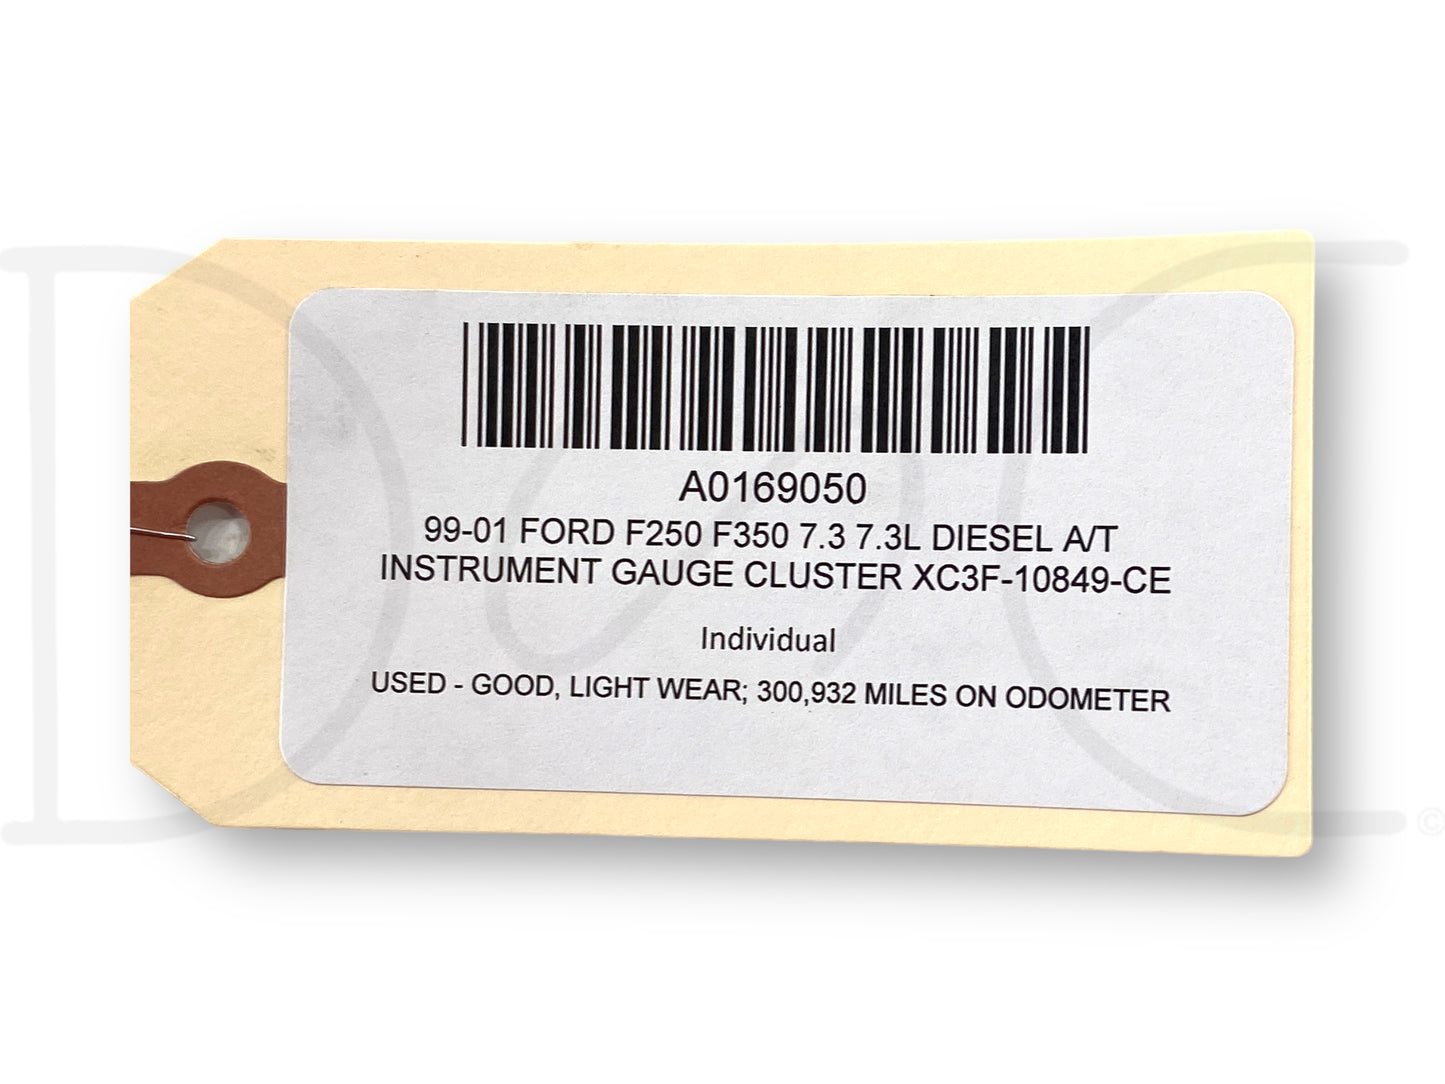 A0169050
99-01 FORD F250 F350 7.3 7.3L DIESEL A/T
INSTRUMENT GAUGE CLUSTER XC3F-10849-CE
Individual
USED - GOOD, LIGHT WEAR; 300,932 MILES ON ODOMETER